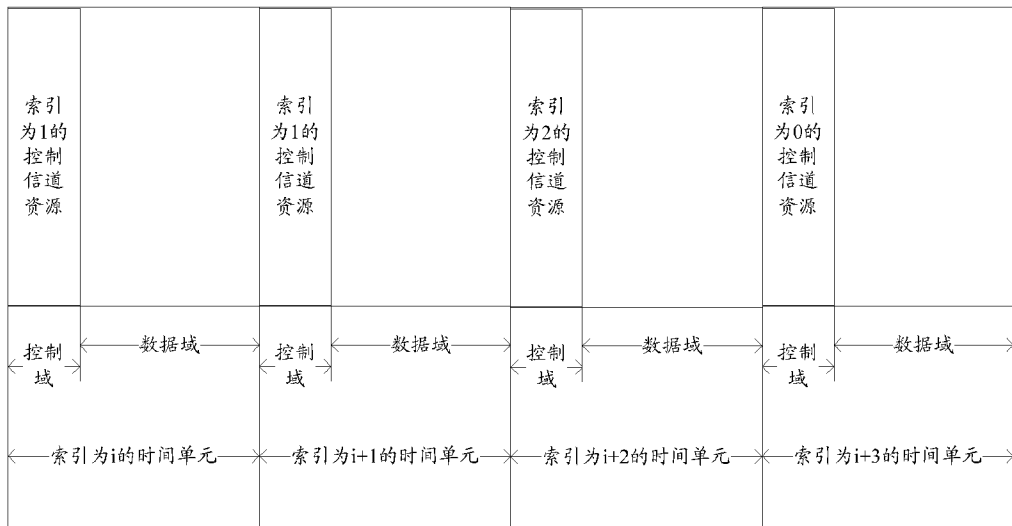 索引
为1的
控制
信道
资源
索引
为1的
控制
信道
资源
索引
为2的
控制
信道
资源
索引
为0的
控制
信道
资源
控制
域
数据域
控制
域
数据域
控制
域
数据域
控制
域
数据域
索引为i的时间单元
索引为i+1的时间单元
索引为i+2的时间单元
索引为i+3的时间单元